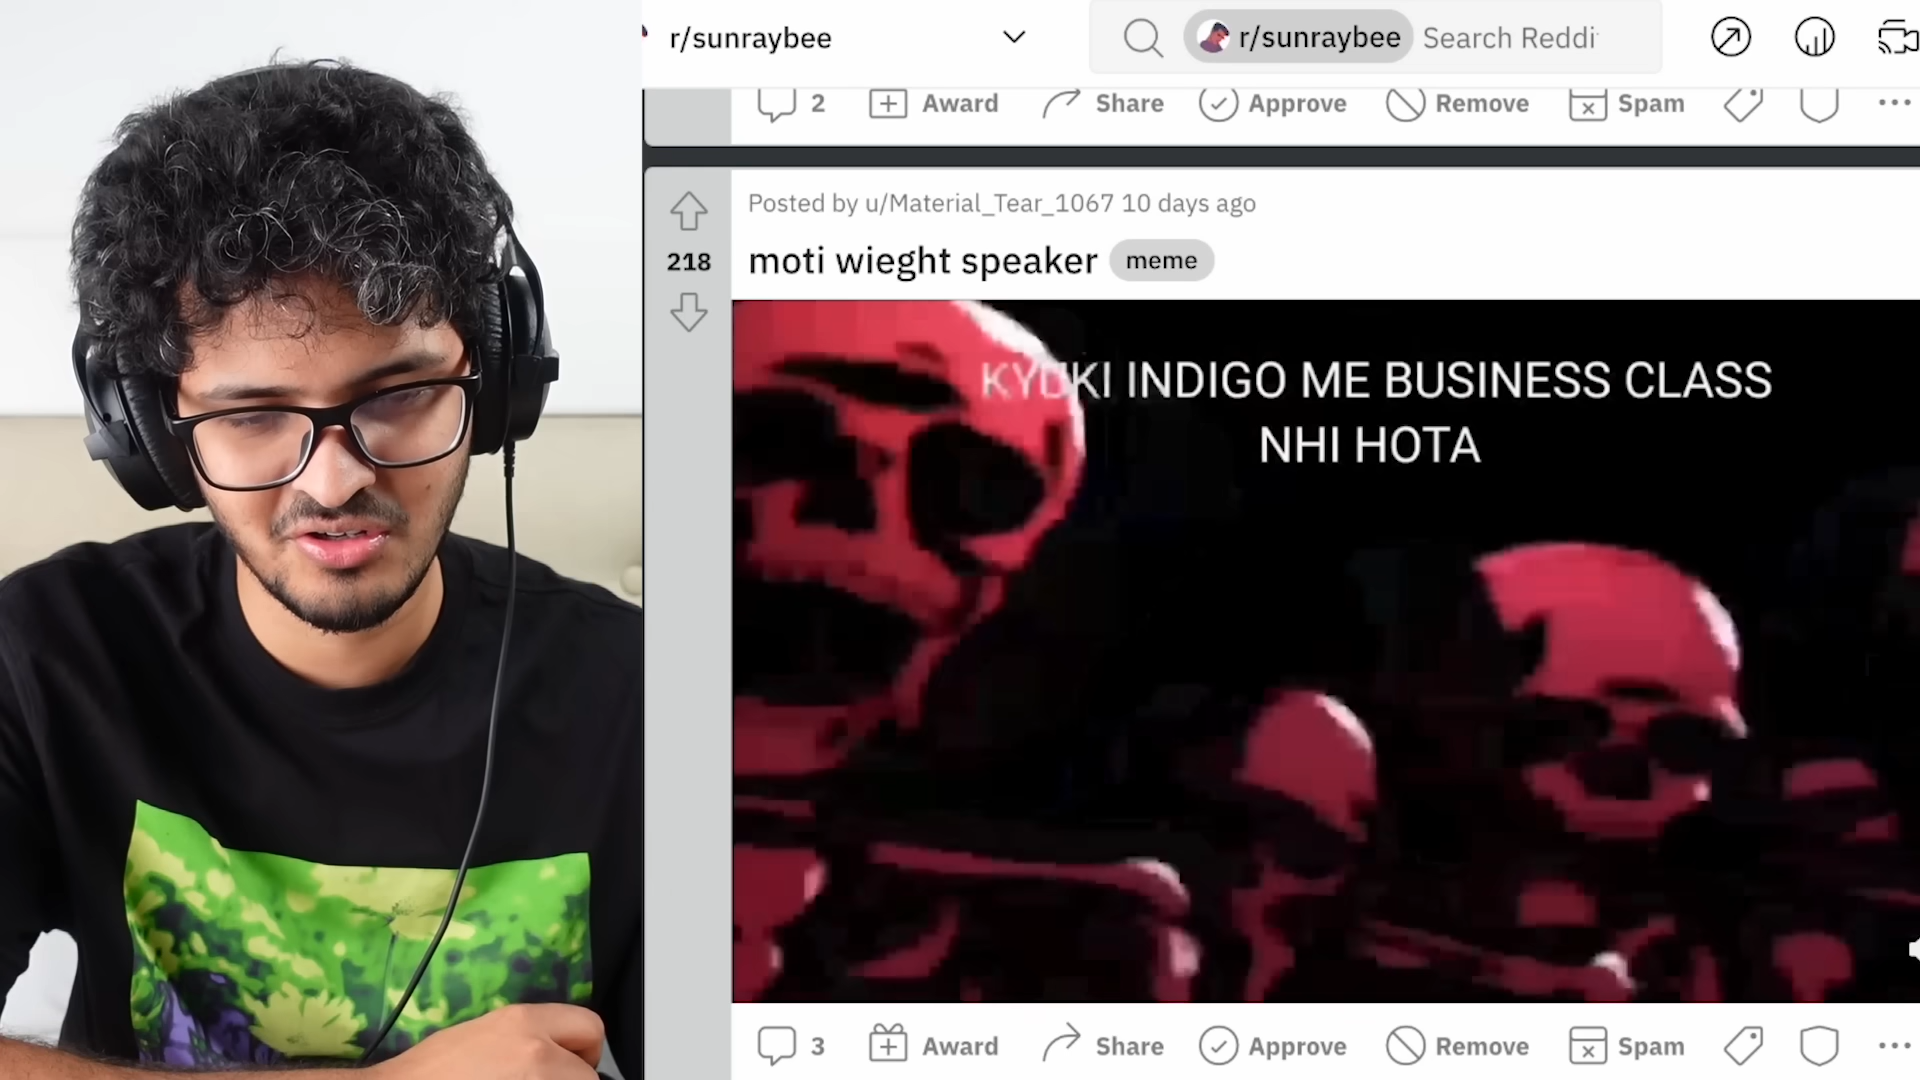 r/sunraybee
r/sunraybee Search Reddi
2 Award Share Approve Remove Spam
Posted by u/Material_Tear_1067 10 days ago
218
moti wieght speaker meme
KYUKI INDIGO ME BUSINESS CLASS
NHI HOTA
3 Award Share Approve Remove Spam